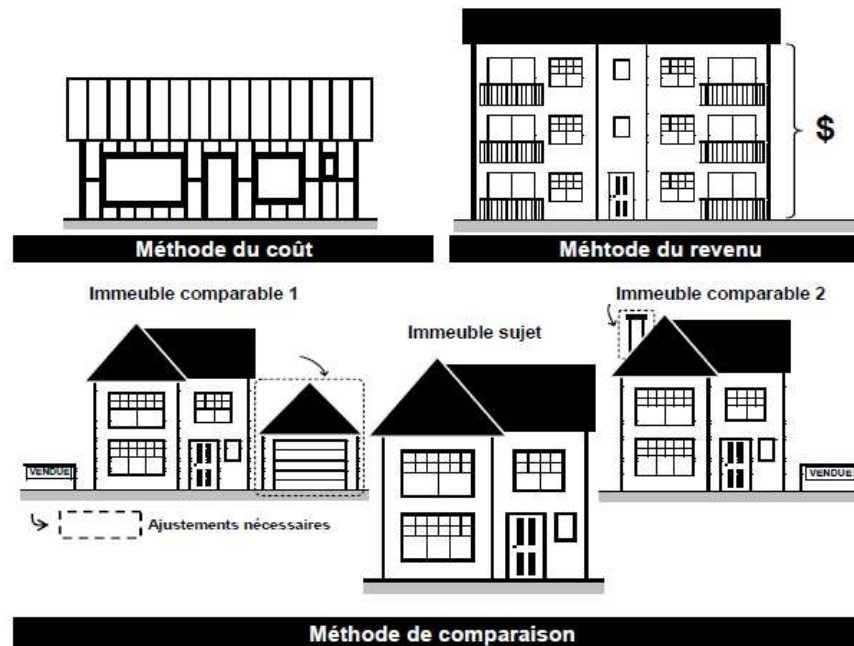 $
Méthode du coût
Méhtode du revenu
Immeuble comparable 1
Immeuble sujet
Immeuble comparable 2
VENDUE
VENDUE
Ajustements nécessaires
Méthode de comparaison